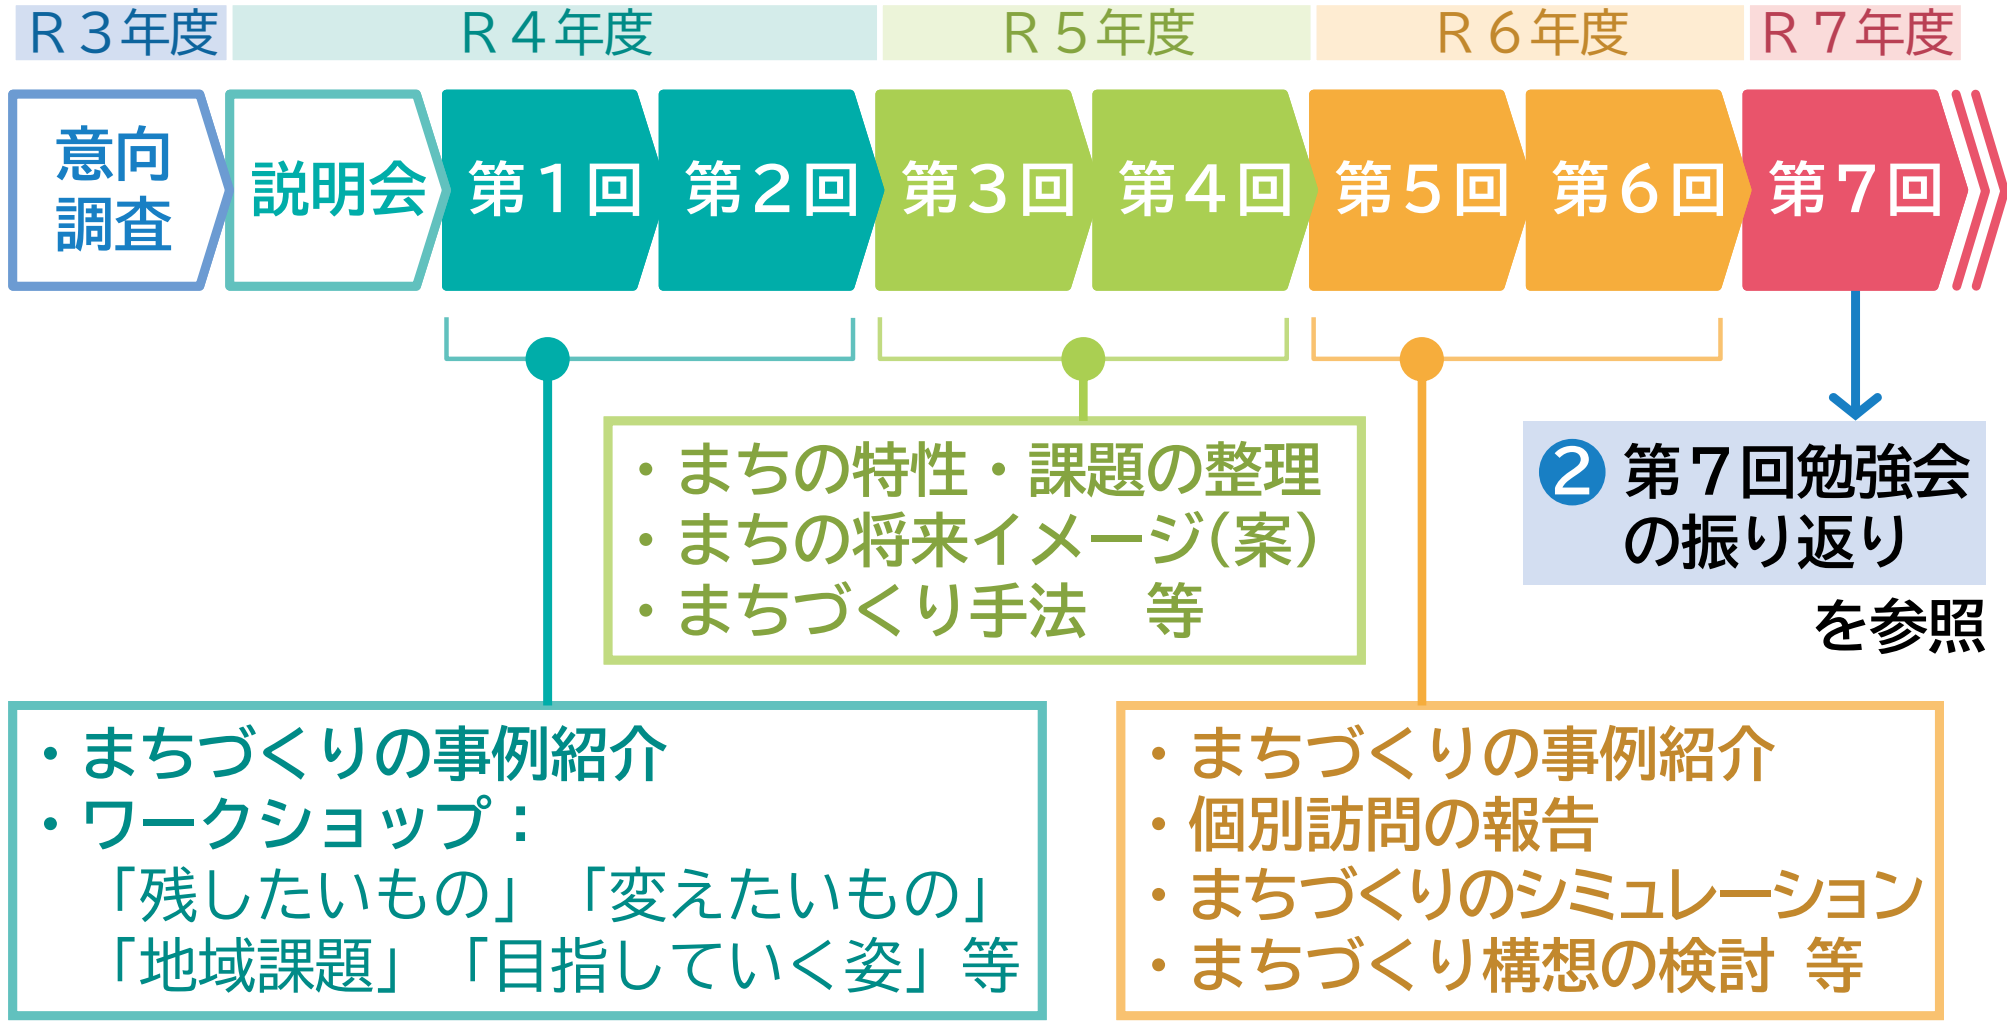 R３年度
R４年度
R５年度
R６年度
R７年度
意向
調査
説明会
第１回
第２回
第３回
第４回
第５回
第６回
第７回
・まちの特性・課題の整理
・まちの将来イメージ(案)
・まちづくり手法　等
❷ 第７回勉強会
の振り返り
を参照
・まちづくりの事例紹介
・ワークショップ：
「残したいもの」「変えたいもの」
「地域課題」「目指していく姿」等
・まちづくりの事例紹介
・個別訪問の報告
・まちづくりのシミュレーション
・まちづくり構想の検討 等